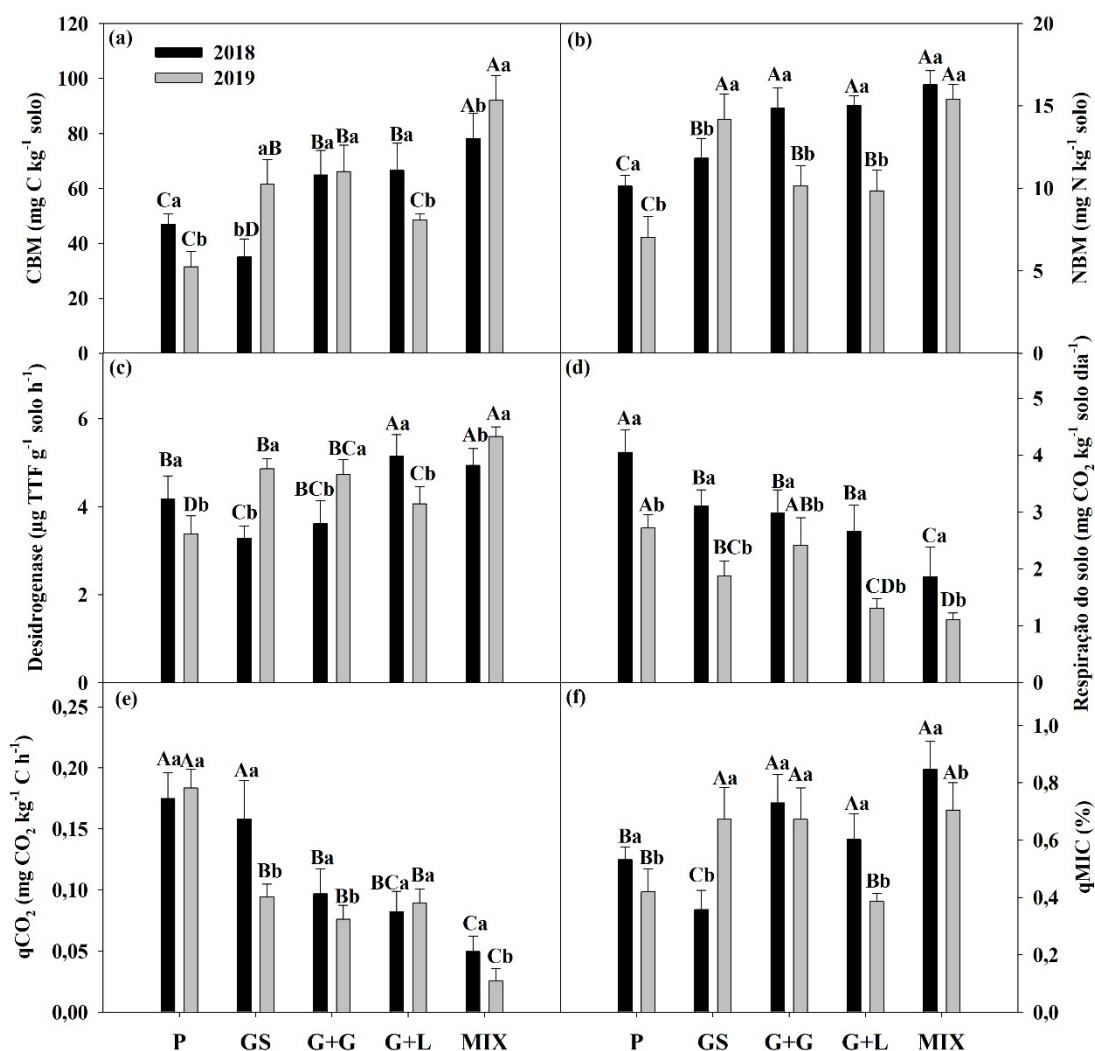 (a)
2018
2019
120
100
80
60
40
20
0
CBM (mg C kg⁻¹ solo)
Ca
Cb
bD
aB
Ba
Ba
Ba
Cb
Ab
Aa
(b)
20
15
10
5
0
NBM (mg N kg⁻¹ solo)
Ca
Cb
Bb
Aa
Aa
Bb
Aa
Bb
Aa
Aa
(c)
6
4
2
0
Desidrogenase (µg TTF g⁻¹ solo h⁻¹)
Ba
Db
Cb
Ba
BCb
BCa
Aa
Cb
Ab
Aa
(d)
5
4
3
2
1
0
Respiração do solo (mg CO₂ kg⁻¹ solo dia⁻¹)
Aa
Ab
Ba
BCb
Ba
ABb
Ba
CDb
Ca
Db
(e)
0,25
0,20
0,15
0,10
0,05
0,00
qCO₂ (mg CO₂ kg⁻¹ C h⁻¹)
Aa
Aa
Aa
Bb
Ba
Bb
BCa
Ba
Ca
Cb
P
GS
G+G
G+L
MIX
(f)
1,0
0,8
0,6
0,4
0,2
0,0
qMIC (%)
Ba
Bb
Cb
Aa
Aa
Aa
Aa
Bb
Aa
Ab
P
GS
G+G
G+L
MIX